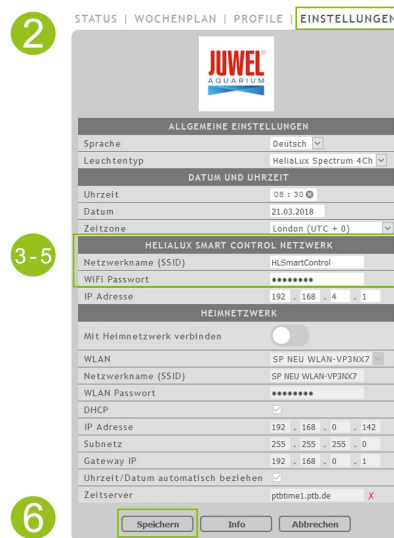 2
STATUS | WOCHENPLAN | PROFILE | EINSTELLUNGEN
JUWEL®
AQUARIUM
ALLGEMEINE EINSTELLUNGEN
Sprache Deutsch
Leuchtentyp HeliaLux Spectrum 4Ch
DATUM UND UHRZEIT
Uhrzeit 08 : 30
Datum 21.03.2018
Zeitzone London (UTC + 0)
3-5
HELIALUX SMART CONTROL NETZWERK
Netzwerkname (SSID) HLSmartControl
WiFi Passwort ●●●●●●●●
IP Adresse 192 . 168 . 4 . 1
HEIMNETZWERK
Mit Heimnetzwerk verbinden
WLAN SP NEU WLAN-VP3NX7
Netzwerkname (SSID) SP NEU WLAN-VP3NX7
WLAN Passwort ●●●●●●●●
DHCP
IP Adresse 192 . 168 . 0 . 142
Subnetz 255 . 255 . 255 . 0
Gateway IP 192 . 168 . 0 . 1
Uhrzeit/Datum automatisch beziehen
Zeitserver ptbtime1.ptb.de X
6
Speichern Info Abbrechen